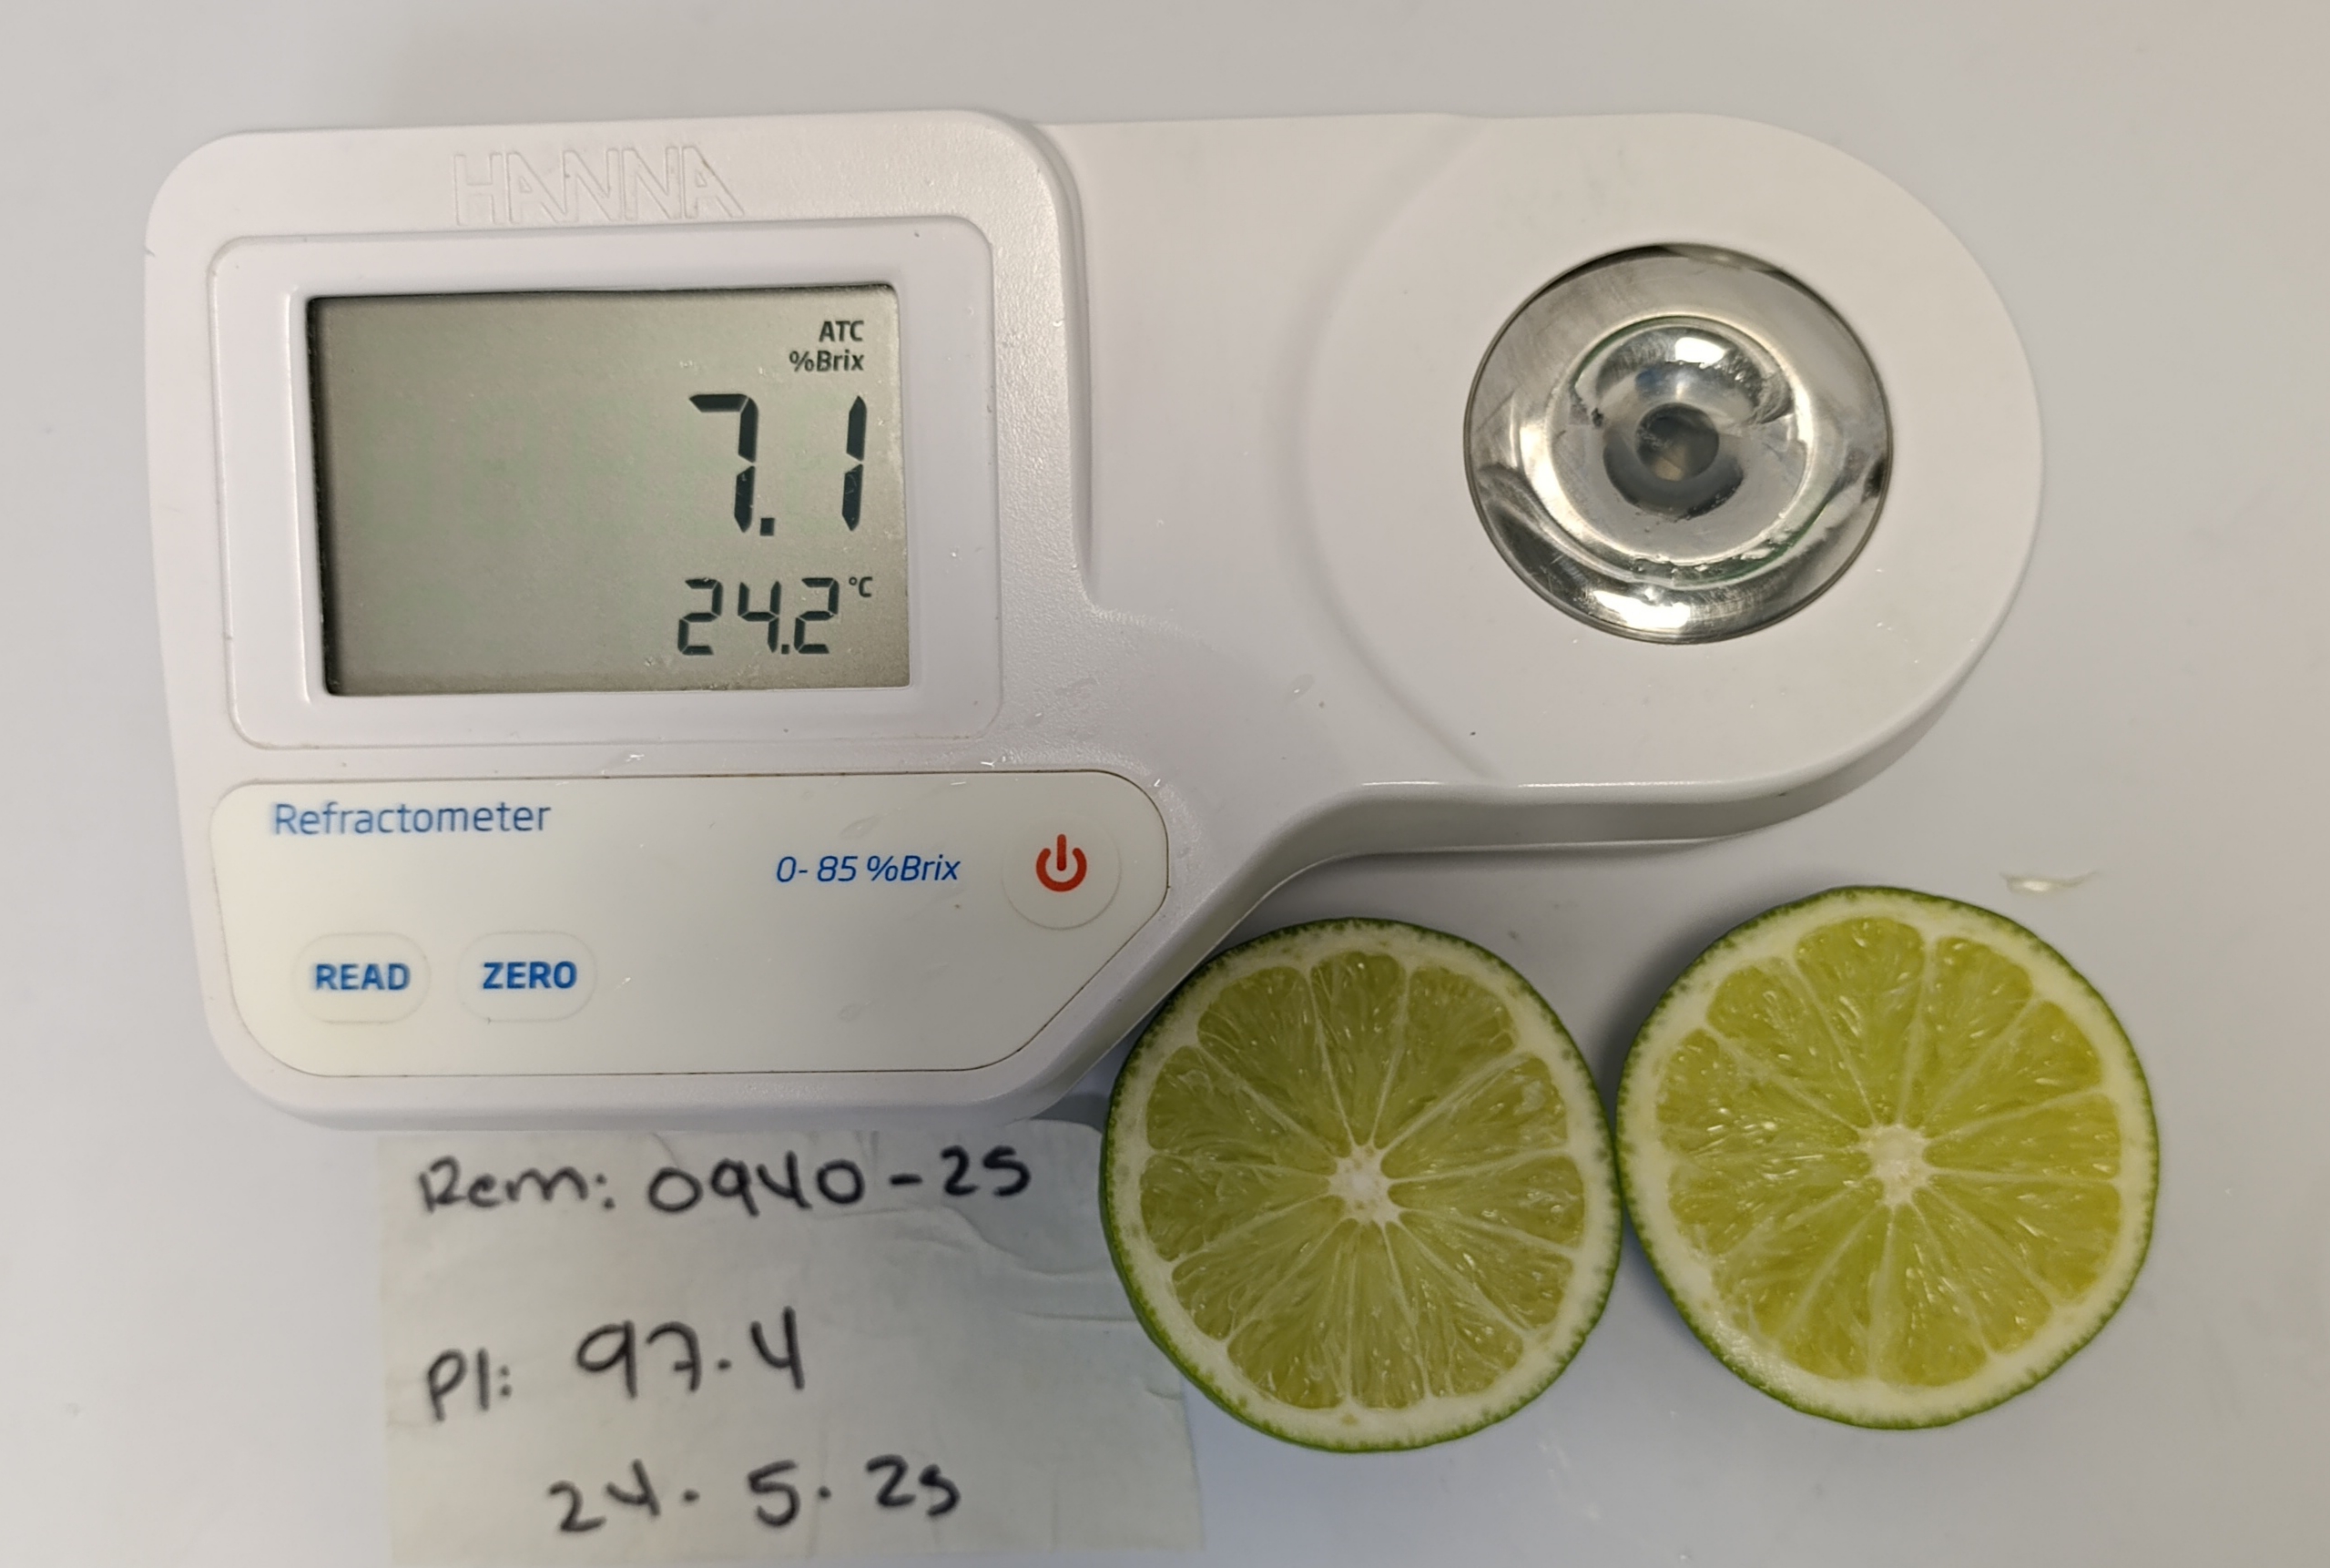 HANNA
ATC
%Brix
7.1
24.2°C
Refractometer
0-85 %Brix
READ ZERO
Rem: 0940-25
PI: 97.4
24.5.25